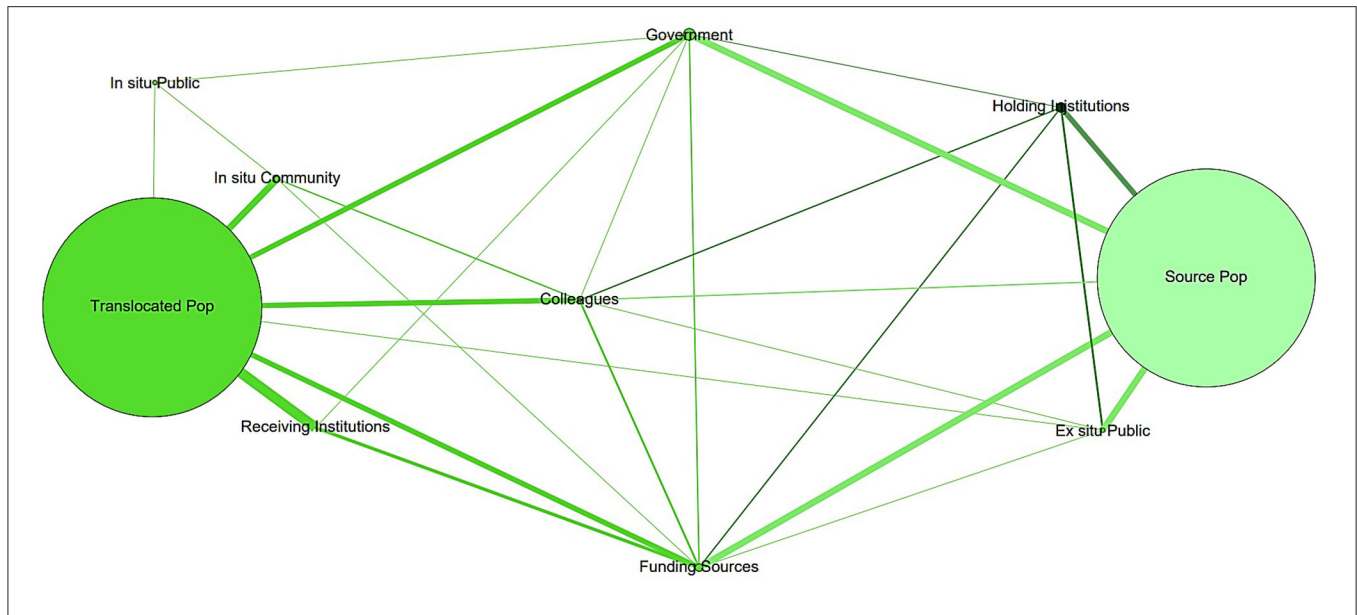 Government
In situ Public
Holding Institutions
In situ Community
Source Pop
Colleagues
Translocated Pop
Receiving Institutions
Ex situ Public
Funding Sources